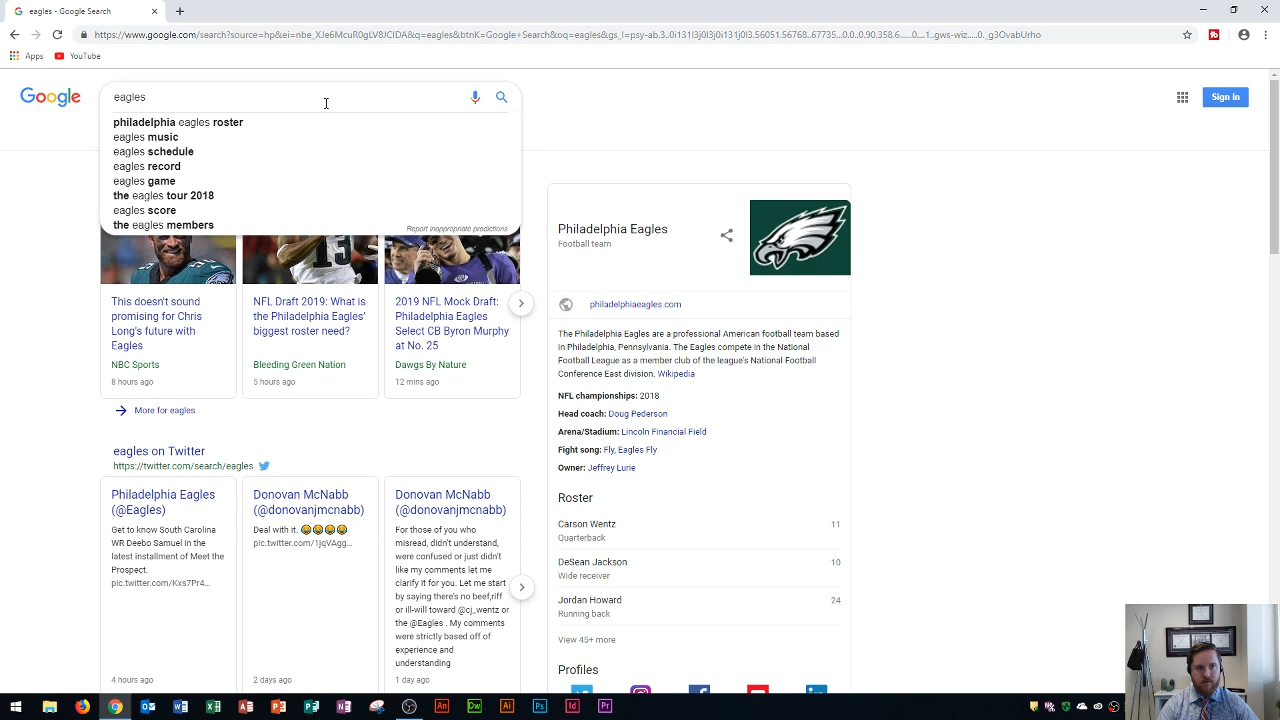 eagles - Google Search
https://www.google.com/search?source=hp&ei=nbe_XJe6McuR0gLV8JCIDA&q=eagles&btnK=Google+Search&oq=eagles&gs_l=psy-ab.3..0i131l3j0l3j0i131j0l3.56051.56768..67735...0.0..0.90.358.6......0....1..gws-wiz.....0._g3OvabUrho
Apps
YouTube
Google
eagles
Sign in
philadelphia eagles roster
eagles music
eagles schedule
eagles record
eagles game
the eagles tour 2018
eagles score
the eagles members
Report inappropriate predictions
This doesn't sound
promising for Chris
Long's future with
Eagles
NBC Sports
8 hours ago
NFL Draft 2019: What is
the Philadelphia Eagles'
biggest roster need?
Bleeding Green Nation
5 hours ago
2019 NFL Mock Draft:
Philadelphia Eagles
Select CB Byron Murphy
at No. 25
Dawgs By Nature
12 mins ago
More for eagles
eagles on Twitter
https://twitter.com/search/eagles
Philadelphia Eagles
(@Eagles)
Get to know South Carolina
WR Deebo Samuel in the
latest installment of Meet the
Prospect.
pic.twitter.com/Kxs7Pr4...
4 hours ago
Donovan McNabb
(@donovanjmcnabb)
Deal with it. 😂😂😂😂
pic.twitter.com/1jqVAgg...
2 days ago
Donovan McNabb
(@donovanjmcnabb)
For those of you who
misread, didn't understand,
were confused or just didn't
like my comments let me
clarify it for you. Let me start
by saying there's no beef,riff
or ill-will toward @cj_wentz or
the @Eagles . My comments
were strictly based off of
experience and
understanding
1 day ago
Philadelphia Eagles
Football team
philadelphiaeagles.com
The Philadelphia Eagles are a professional American football team based
in Philadelphia, Pennsylvania. The Eagles compete in the National
Football League as a member club of the league's National Football
Conference East division. Wikipedia
NFL championships: 2018
Head coach: Doug Pederson
Arena/Stadium: Lincoln Financial Field
Fight song: Fly, Eagles Fly
Owner: Jeffrey Lurie
Roster
Carson Wentz 11
Quarterback
DeSean Jackson 10
Wide receiver
Jordan Howard 24
Running back
View 45+ more
Profiles
An
Dw
Ai
Ps
Id
Pr